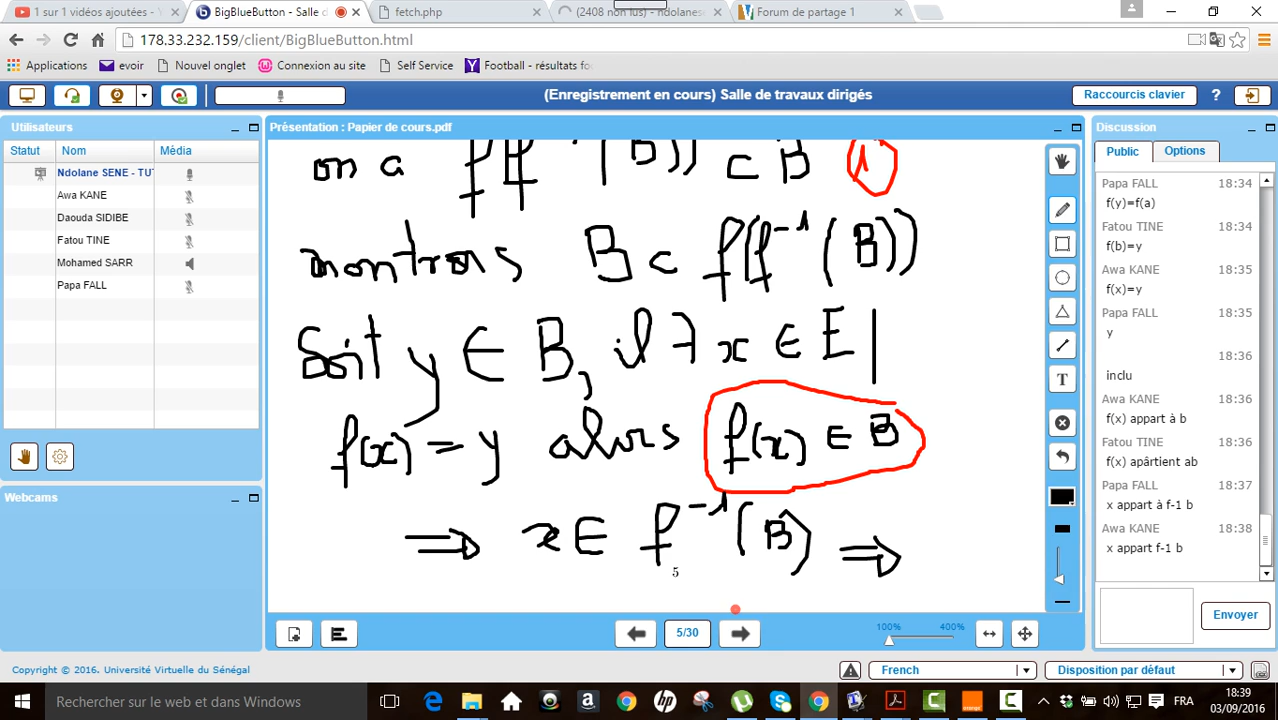 1 sur 1 vidéos ajoutées -
BigBlueButton - Salle d
fetch.php
(2408 non lus) - ndolanese
Forum de partage 1
178.33.232.159/client/BigBlueButton.html
Applications
evoir
Nouvel onglet
Connexion au site
Self Service
Football - résultats fo
(Enregistrement en cours) Salle de travaux dirigés
Raccourcis clavier
?
Utilisateurs
Statut Nom Média
Ndolane SENE - TUT
Awa KANE
Daouda SIDIBE
Fatou TINE
Mohamed SARR
Papa FALL
Webcams
Présentation : Papier de cours.pdf
on a f(f⁻¹(B)) ⊂ B 1
montrons B ⊂ f(f⁻¹(B))
Soit y ∈ B, il ∃ x ∈ E |
f(x) = y alors f(x) ∈ B
⟹ x ∈ f⁻¹(B) ⟹
5
5/30
100% 400%
Discussion
Public Options
Papa FALL 18:34
f(y)=f(a)
Fatou TINE 18:34
f(b)=y
Awa KANE 18:35
f(x)=y
Papa FALL 18:35
y
18:36
inclu
Awa KANE 18:36
f(x) appart à b
Fatou TINE 18:36
f(x) apârtient ab
Papa FALL 18:37
x appart à f-1 b
Awa KANE 18:38
x appart f-1 b
Envoyer
T
Copyright © 2016. Université Virtuelle du Sénégal
French
Disposition par défaut
Rechercher sur le web et dans Windows
FRA
18:39
03/09/2016